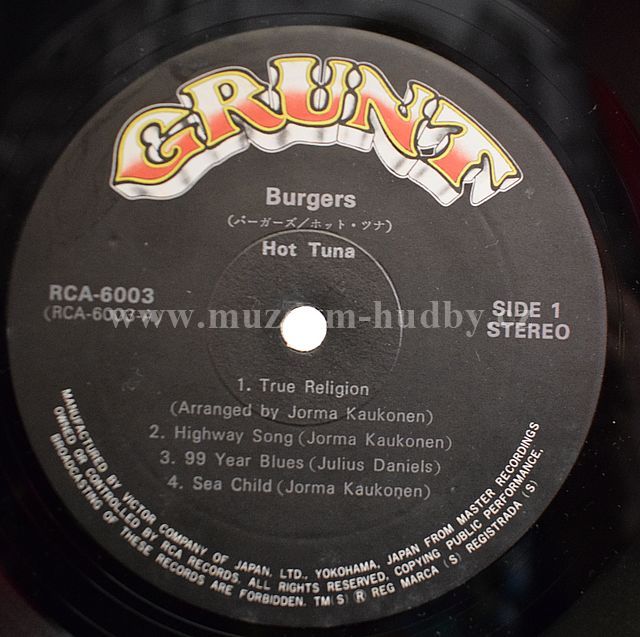 GRUNT
Burgers
(バーガーズ/ホット・ツナ)
Hot Tuna
RCA-6003
(RCA-6003-A)
SIDE 1
STEREO
www.muzeum-hudby.cz
1. True Religion
(Arranged by Jorma Kaukonen)
2. Highway Song (Jorma Kaukonen)
3. 99 Year Blues (Julius Daniels)
4. Sea Child (Jorma Kaukonen)
MANUFACTURED BY VICTOR COMPANY OF JAPAN, LTD., YOKOHAMA, JAPAN FROM MASTER RECORDINGS
OWNED OR CONTROLLED BY RCA RECORDS. ALL RIGHTS RESERVED. COPYING PUBLIC PERFORMANCE.
BROADCASTING OF THESE RECORDS ARE FORBIDDEN. TM(S) ® REG MARCA (S) REGISTRADA (S)